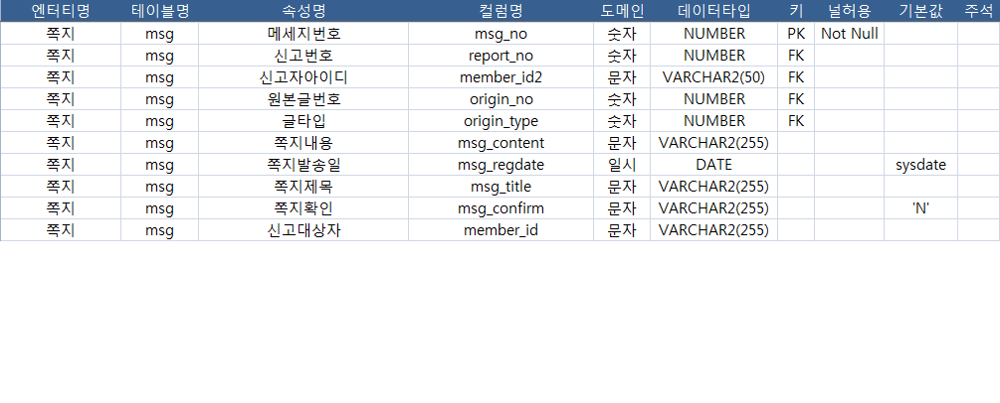 엔터티명 테이블명 속성명 컬럼명 도메인 데이터타입 키 널허용 기본값 주석
쪽지 msg 메세지번호 msg_no 숫자 NUMBER PK Not Null
쪽지 msg 신고번호 report_no 숫자 NUMBER FK
쪽지 msg 신고자아이디 member_id2 문자 VARCHAR2(50) FK
쪽지 msg 원본글번호 origin_no 숫자 NUMBER FK
쪽지 msg 글타입 origin_type 숫자 NUMBER FK
쪽지 msg 쪽지내용 msg_content 문자 VARCHAR2(255)
쪽지 msg 쪽지발송일 msg_regdate 일시 DATE sysdate
쪽지 msg 쪽지제목 msg_title 문자 VARCHAR2(255)
쪽지 msg 쪽지확인 msg_confirm 문자 VARCHAR2(255) 'N'
쪽지 msg 신고대상자 member_id 문자 VARCHAR2(255)